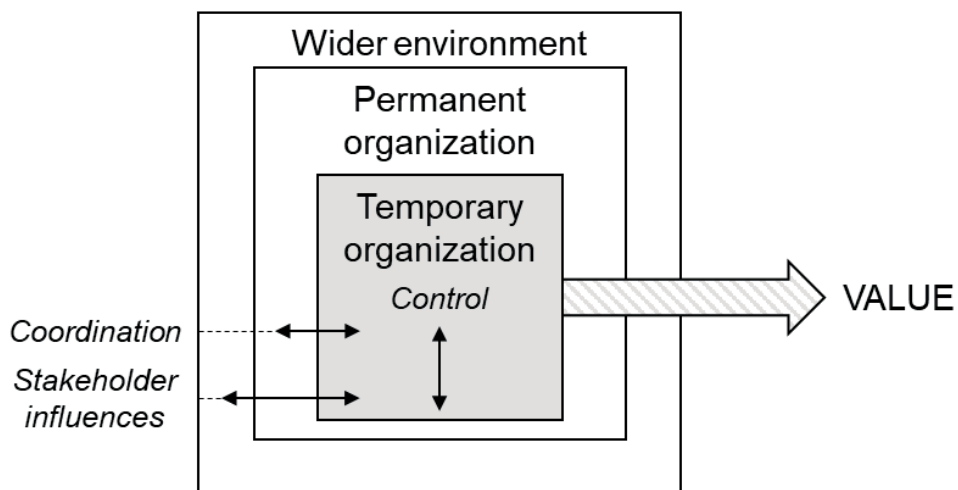 Wider environment
Permanent
organization
Temporary
organization
Control
VALUE
Coordination
Stakeholder
influences